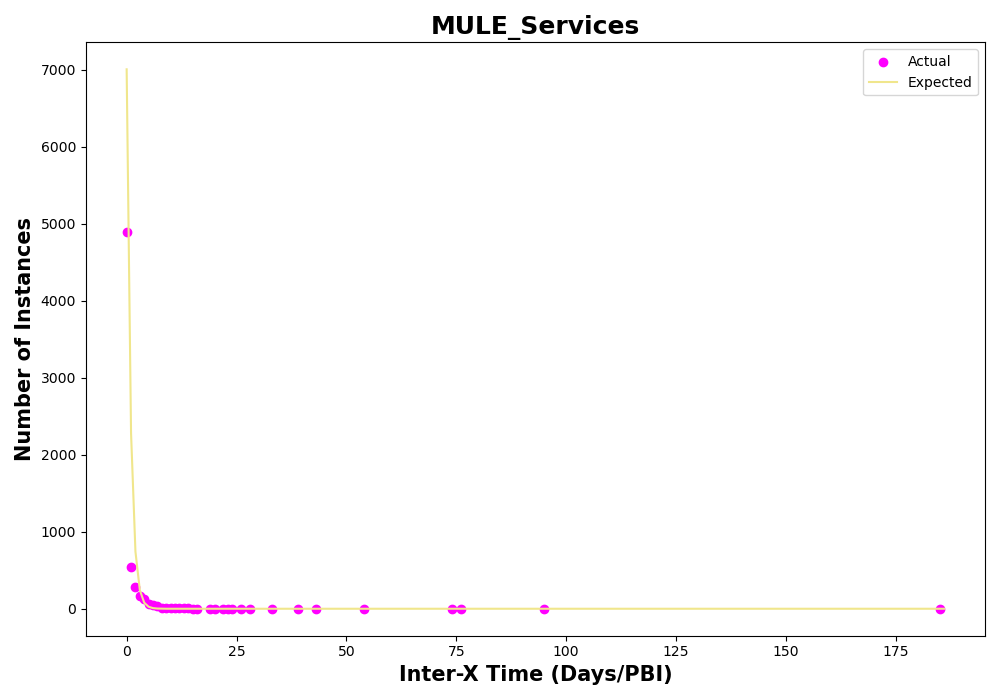 MULE_Services
Actual
Expected
Number of Instances
7000
6000
5000
4000
3000
2000
1000
0
0 25 50 75 100 125 150 175
Inter-X Time (Days/PBI)